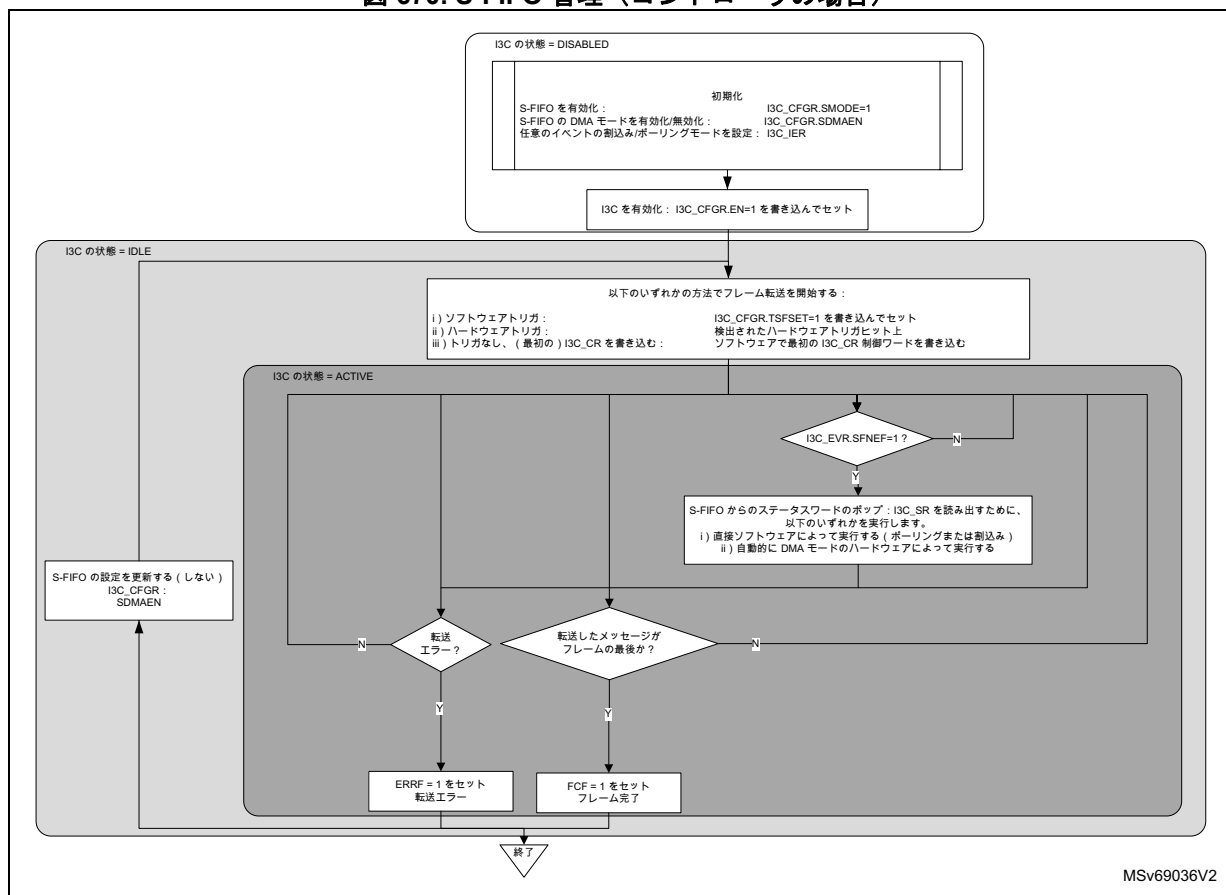 I3C の状態 = DISABLED
初期化
S-FIFO を有効化： I3C_CFGR.SMODE=1
S-FIFO の DMA モードを有効化/無効化： I3C_CFGR.SDMAEN
任意のイベントの割込み/ポーリングモードを設定： I3C_IER
I3C を有効化： I3C_CFGR.EN=1 を書き込んでセット
I3C の状態 = IDLE
以下のいずれかの方法でフレーム転送を開始する：
i ) ソフトウェアトリガ： I3C_CFGR.TSFSET=1 を書き込んでセット
ii ) ハードウェアトリガ： 検出されたハードウェアトリガヒット上
iii ) トリガなし、( 最初の ) I3C_CR を書き込む： ソフトウェアで最初の I3C_CR 制御ワードを書き込む
I3C の状態 = ACTIVE
I3C_EVR.SFNEF=1 ?
N
Y
S-FIFO からのステータスワードのポップ：I3C_SR を読み出すために、
以下のいずれかを実行します。
i ) 直接ソフトウェアによって実行する ( ポーリングまたは割込み )
ii ) 自動的に DMA モードのハードウェアによって実行する
S-FIFO の設定を更新する ( しない )
I3C_CFGR :
SDMAEN
転送
エラー ?
N
Y
転送したメッセージが
フレームの最後か ?
N
Y
ERRF = 1 をセット
転送エラー
FCF = 1 をセット
フレーム完了
終了
MSv69036V2